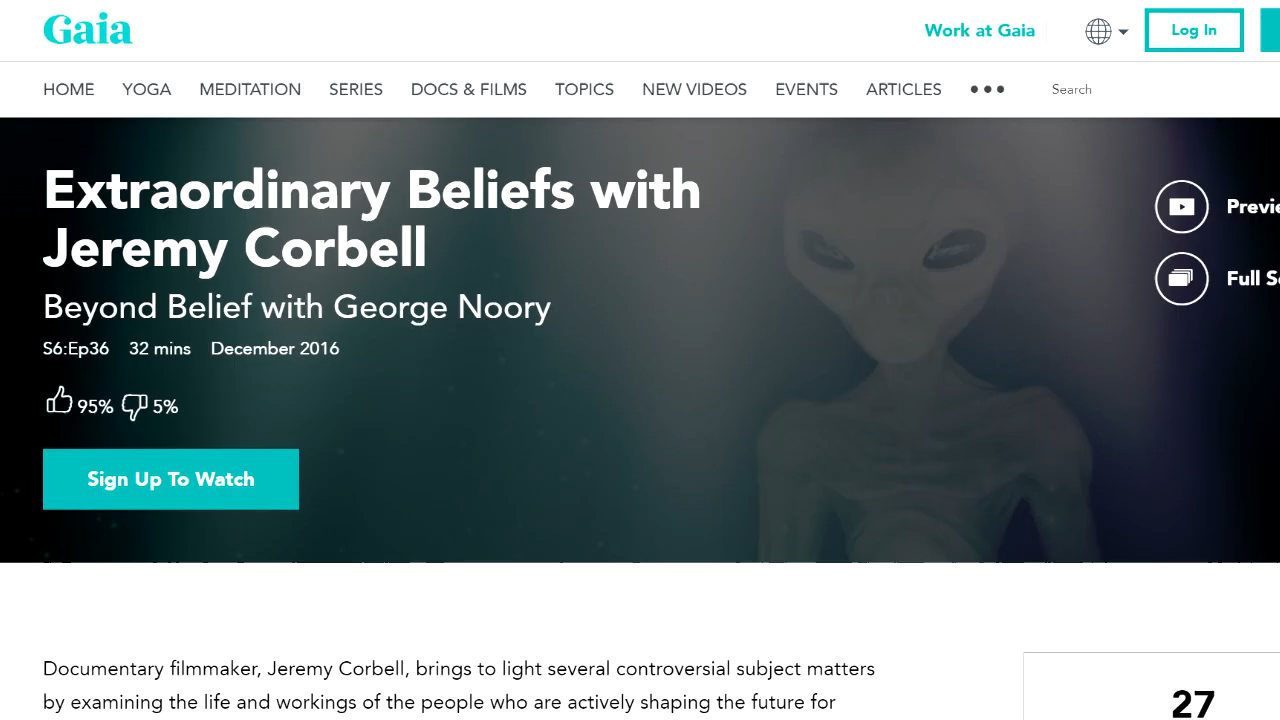 Gaia
Work at Gaia
Log In
HOME YOGA MEDITATION SERIES DOCS & FILMS TOPICS NEW VIDEOS EVENTS ARTICLES ••• Search
Extraordinary Beliefs with
Jeremy Corbell
Beyond Belief with George Noory
S6:Ep36 32 mins December 2016
95% 5%
Sign Up To Watch
Full
Documentary filmmaker, Jeremy Corbell, brings to light several controversial subject matters
by examining the life and workings of the people who are actively shaping the future for
27